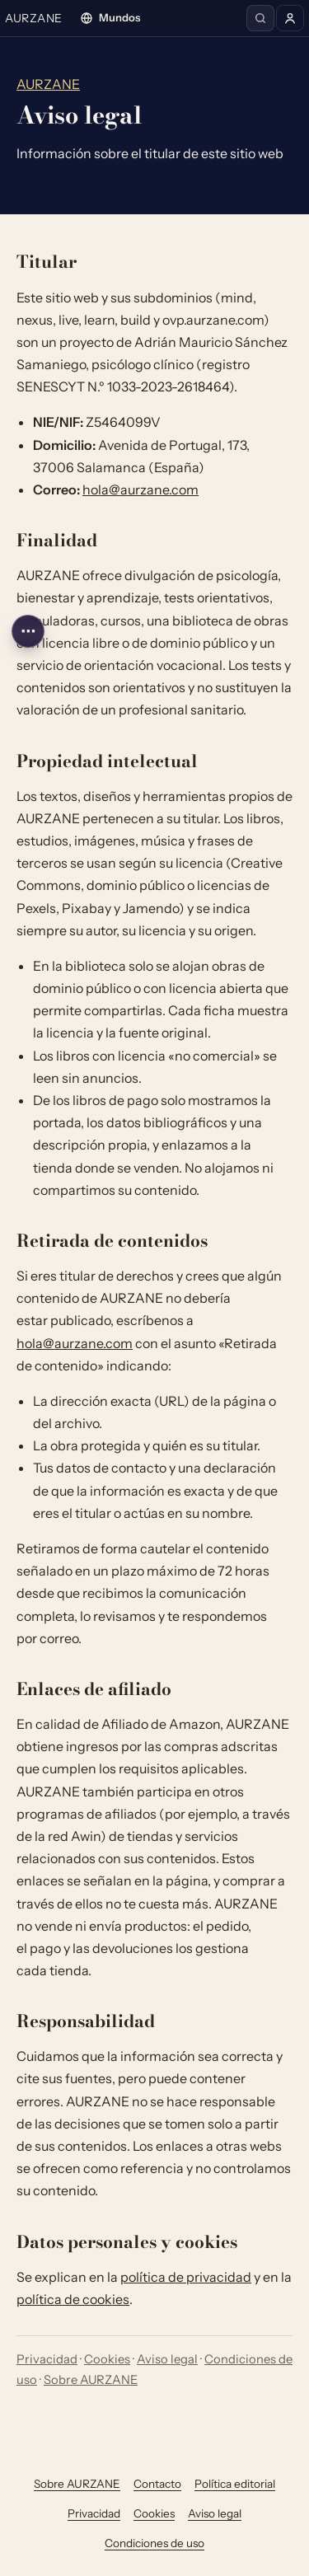 AURZANE Mundos
AURZANE
Aviso legal
Información sobre el titular de este sitio web
Titular
Este sitio web y sus subdominios (mind,
nexus, live, learn, build y ovp.aurzane.com)
son un proyecto de Adrián Mauricio Sánchez
Samaniego, psicólogo clínico (registro
SENESCYT N.º 1033-2023-2618464).
• NIE/NIF: Z5464099V
• Domicilio: Avenida de Portugal, 173,
37006 Salamanca (España)
• Correo: hola@aurzane.com
Finalidad
AURZANE ofrece divulgación de psicología,
bienestar y aprendizaje, tests orientativos,
cursos, una biblioteca de obras
licencia libre o de dominio público y un
servicio de orientación vocacional. Los tests y
contenidos son orientativos y no sustituyen la
valoración de un profesional sanitario.
Propiedad intelectual
Los textos, diseños y herramientas propios de
AURZANE pertenecen a su titular. Los libros,
estudios, imágenes, música y frases de
terceros se usan según su licencia (Creative
Commons, dominio público o licencias de
Pexels, Pixabay y Jamendo) y se indica
siempre su autor, su licencia y su origen.
• En la biblioteca solo se alojan obras de
dominio público o con licencia abierta que
permite compartirlas. Cada ficha muestra
la licencia y la fuente original.
• Los libros con licencia «no comercial» se
leen sin anuncios.
• De los libros de pago solo mostramos la
portada, los datos bibliográficos y una
descripción propia, y enlazamos a la
tienda donde se venden. No alojamos ni
compartimos su contenido.
Retirada de contenidos
Si eres titular de derechos y crees que algún
contenido de AURZANE no debería
estar publicado, escríbenos a
hola@aurzane.com con el asunto «Retirada
de contenido» indicando:
• La dirección exacta (URL) de la página o
del archivo.
• La obra protegida y quién es su titular.
• Tus datos de contacto y una declaración
de que la información es exacta y de que
eres el titular o actúas en su nombre.
Retiramos de forma cautelar el contenido
señalado en un plazo máximo de 72 horas
desde que recibimos la comunicación
completa, lo revisamos y te respondemos
por correo.
Enlaces de afiliado
En calidad de Afiliado de Amazon, AURZANE
obtiene ingresos por las compras adscritas
que cumplen los requisitos aplicables.
AURZANE también participa en otros
programas de afiliados (por ejemplo, a través
de la red Awin) de tiendas y servicios
relacionados con sus contenidos. Estos
enlaces se señalan en la página, y comprar a
través de ellos no te cuesta más. AURZANE
no vende ni envía productos: el pedido,
el pago y las devoluciones los gestiona
cada tienda.
Responsabilidad
Cuidamos que la información sea correcta y
cite sus fuentes, pero puede contener
errores. AURZANE no se hace responsable
de las decisiones que se tomen solo a partir
de sus contenidos. Los enlaces a otras webs
se ofrecen como referencia y no controlamos
su contenido.
Datos personales y cookies
Se explican en la política de privacidad y en la
política de cookies.
Privacidad · Cookies · Aviso legal · Condiciones de
uso · Sobre AURZANE
Sobre AURZANE Contacto Política editorial
Privacidad Cookies Aviso legal
Condiciones de uso